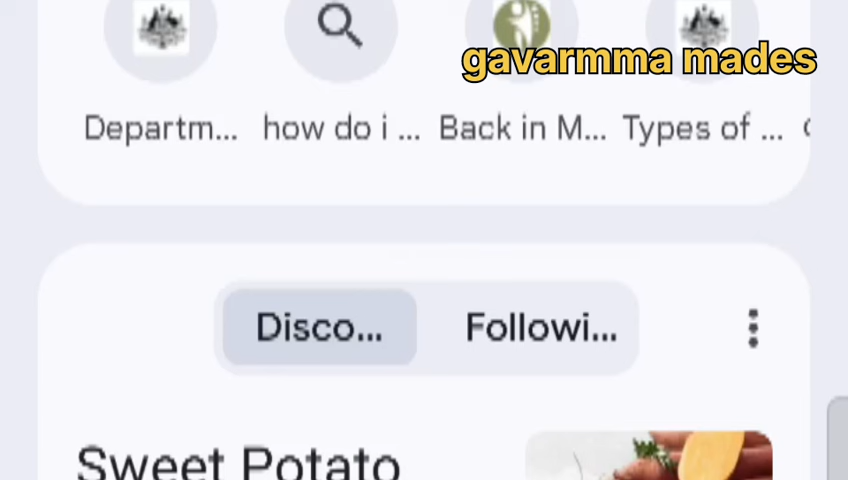 gavarmma mades
Departm... how do i ... Back in M... Types of ...
Disco... Followi...
Sweet Potato